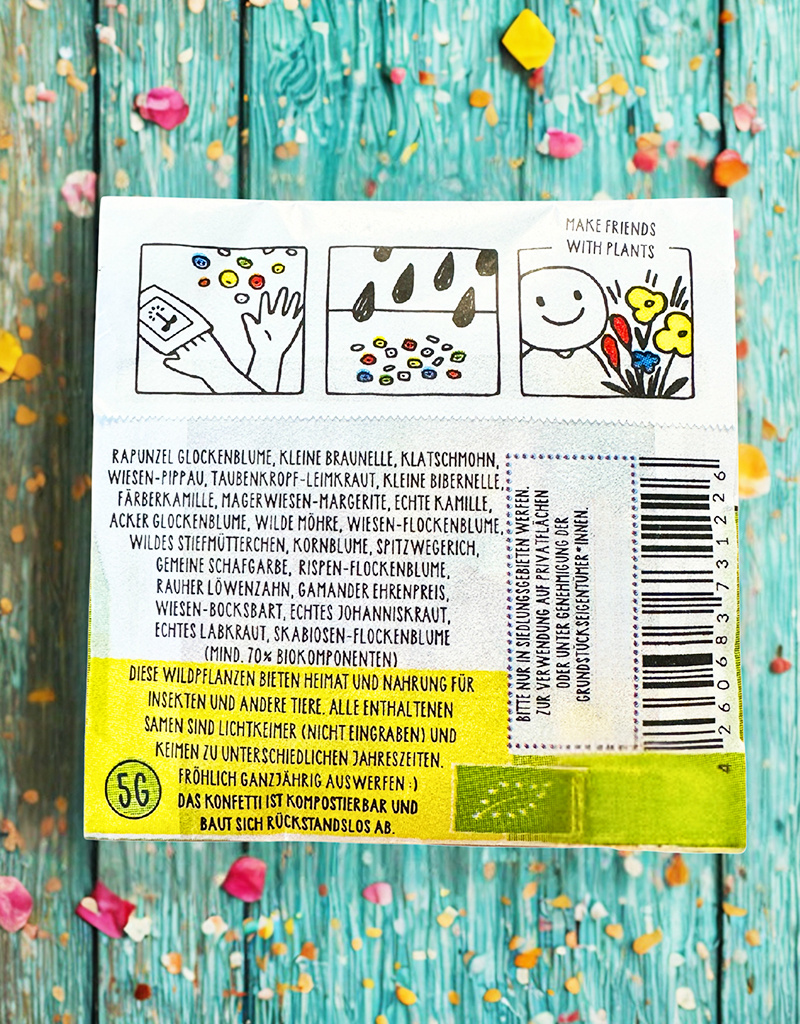 MAKE FRIENDS
WITH PLANTS
RAPUNZEL GLOCKENBLUME, KLEINE BRAUNELLE, KLATSCHMOHN,
WIESEN-PIPPAU, TAUBENKROPF-LEIMKRAUT, KLEINE BIBERNELLE,
FÄRBERKAMILLE, MAGERWIESEN-MARGERITE, ECHTE KAMILLE,
ACKER GLOCKENBLUME, WILDE MÖHRE, WIESEN-FLOCKENBLUME,
WILDES STIEFMÜTTERCHEN, KORNBLUME, SPITZWEGERICH,
GEMEINE SCHAFGARBE, RISPEN-FLOCKENBLUME,
RAUHER LÖWENZAHN, GAMANDER EHRENPREIS,
WIESEN-BOCKSBART, ECHTES JOHANNISKRAUT,
ECHTES LABKRAUT, SKABIOSEN-FLOCKENBLUME
(MIND. 70% BIOKOMPONENTEN)
DIESE WILDPFLANZEN BIETEN HEIMAT UND NAHRUNG FÜR
INSEKTEN UND ANDERE TIERE. ALLE ENTHALTENEN
SAMEN SIND LICHTKEIMER (NICHT EINGRABEN) UND
KEIMEN ZU UNTERSCHIEDLICHEN JAHRESZEITEN.
FRÖHLICH GANZJÄHRIG AUSWERFEN :)
DAS KONFETTI IST KOMPOSTIERBAR UND
BAUT SICH RÜCKSTANDSLOS AB.
5G
BITTE NUR IN SIEDLUNGSGEBIETEN WERFEN.
ZUR VERWENDUNG AUF PRIVATFLÄCHEN
ODER UNTER GENEHMIGUNG DER
GRUNDSTÜCKSEIGENTÜMER*INNEN.
4 260683 731226